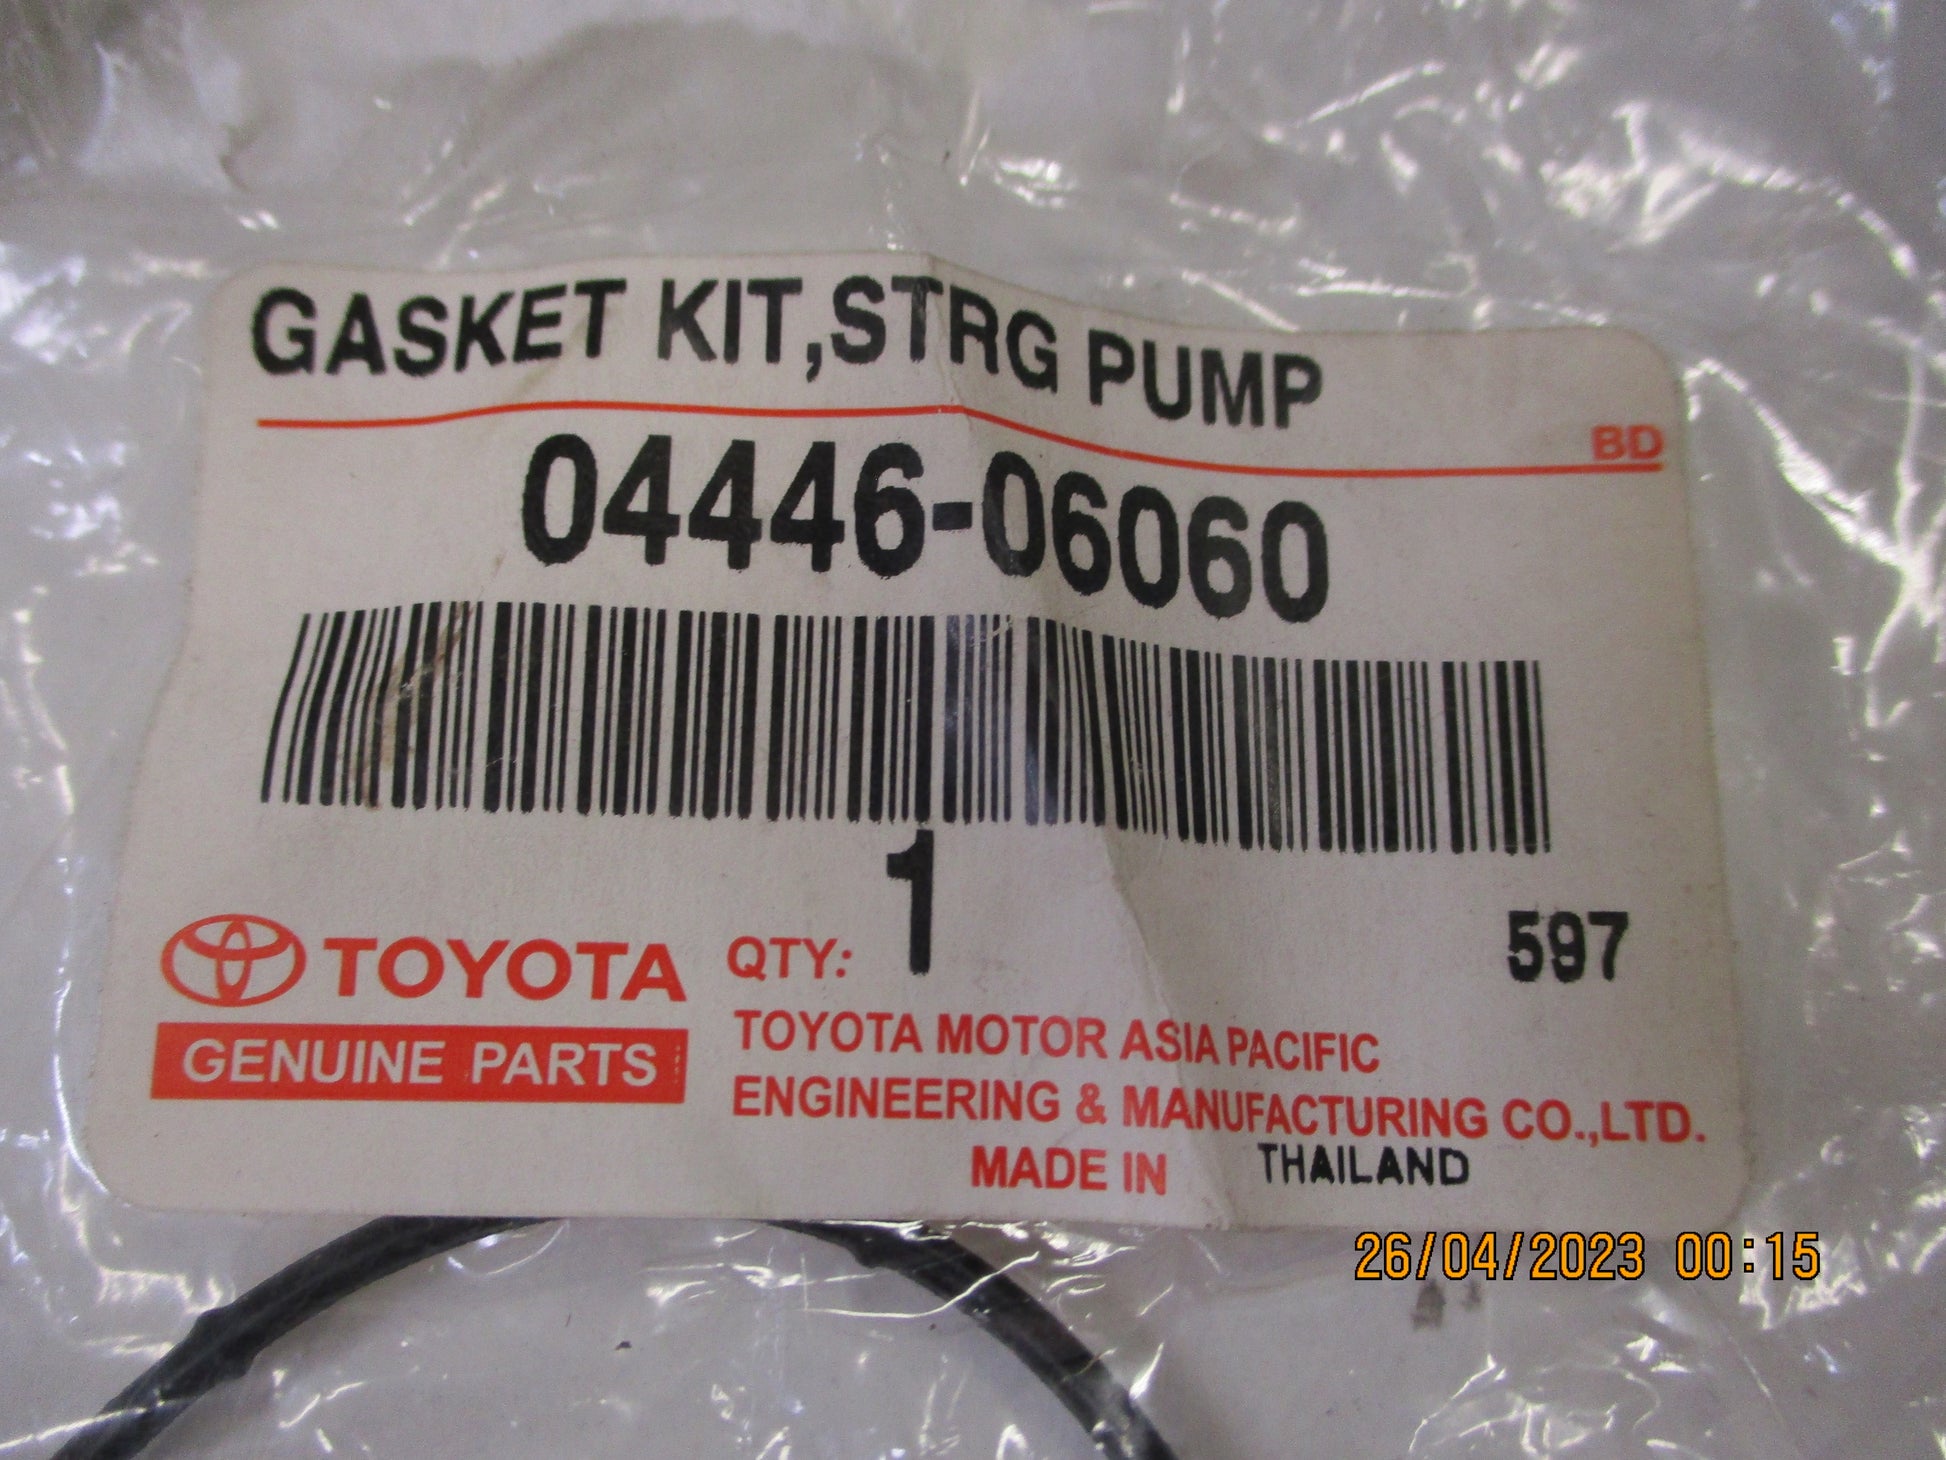 GASKET KIT,STRG PUMP
BD
04446-06060
1
597
TOYOTA
QTY:
GENUINE PARTS
TOYOTA MOTOR ASIA PACIFIC
ENGINEERING & MANUFACTURING CO.,LTD.
MADE IN THAILAND
26/04/2023 00:15